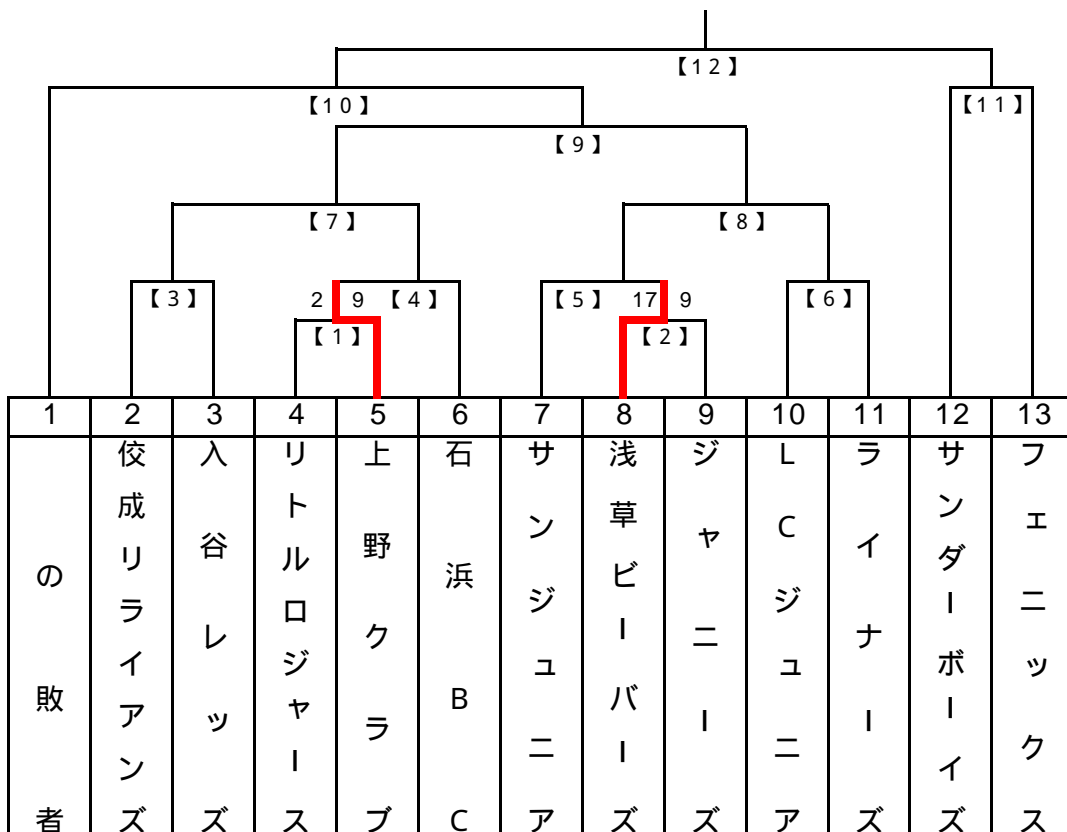 【12】
【10】
【11】
【9】
【7】
【8】
【3】
2 9
【4】
【5】
17 9
【6】
【1】
【2】
1 2 3 4 5 6 7 8 9 10 11 12 13
の敗者
佼成リライアンズ
入谷レッズ
リトルロジャース
上野クラブ
石浜BC
サンジュニア
浅草ビーバーズ
ジャニーズ
LCジュニア
ライナーズ
サンダーボーイズ
フェニックス